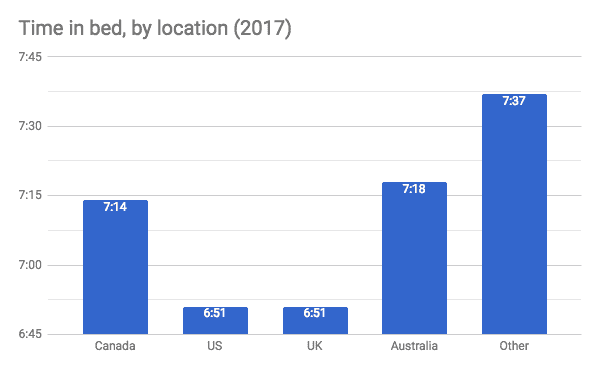 Time in bed, by location (2017)
7:45
7:30
7:15
7:00
6:45
7:14
6:51
6:51
7:18
7:37
Canada
US
UK
Australia
Other